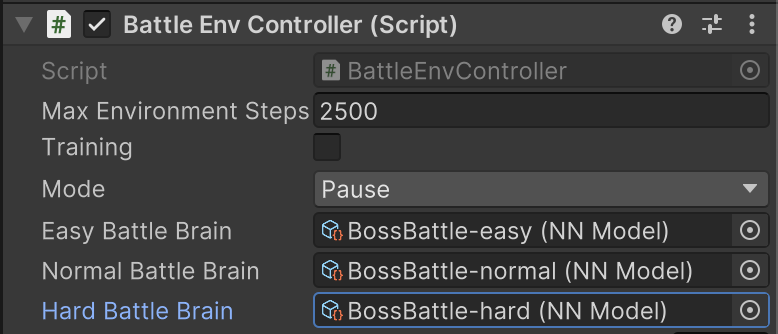 Battle Env Controller (Script)
Script BattleEnvController
Max Environment Steps 2500
Training
Mode Pause
Easy Battle Brain BossBattle-easy (NN Model)
Normal Battle Brain BossBattle-normal (NN Model)
Hard Battle Brain BossBattle-hard (NN Model)